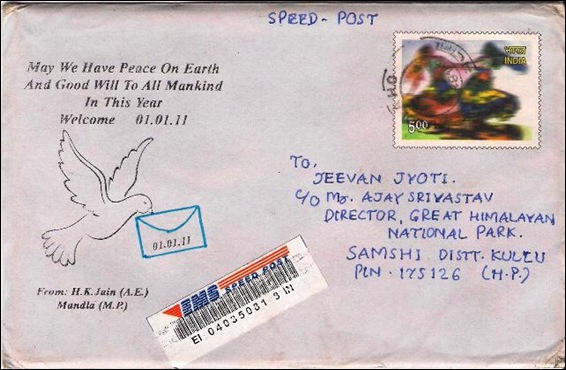 SPEED-POST
May We Have Peace On Earth
And Good Will To All Mankind
In This Year
Welcome 01.01.11
भारत
INDIA
5.00
01.01.11
From: H.K.Jain (A.E.)
Mandla (M.P.)
To,
JEEVAN JYOTI.
C/O Mr. AJAY SRIVASTAV
DIRECTOR, GREAT HIMALAYAN
NATIONAL PARK.
SAMSHI DISTT. KULLU
PIN - 175126 (H.P.)
EMS SPEED POST
EI 04035031 3 IN